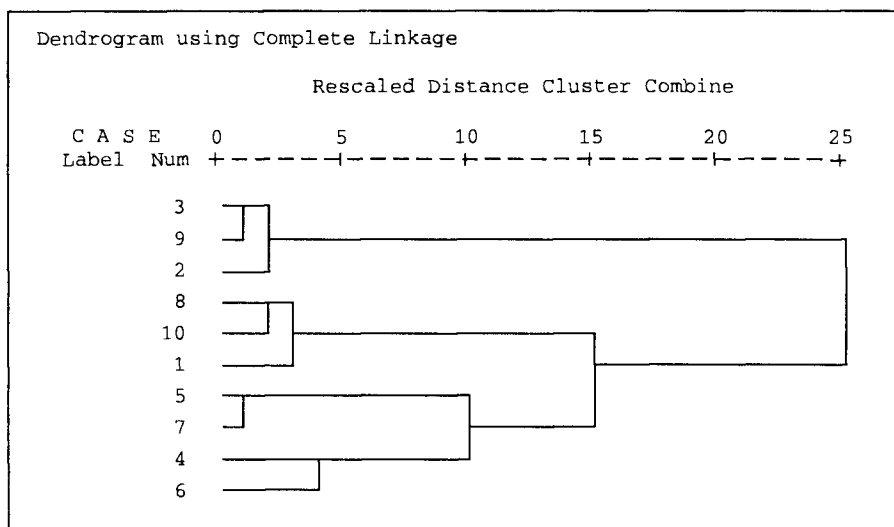 Dendrogram using Complete Linkage
Rescaled Distance Cluster Combine
C A S E 0 5 10 15 20 25
Label Num
3
9
2
8
10
1
5
7
4
6